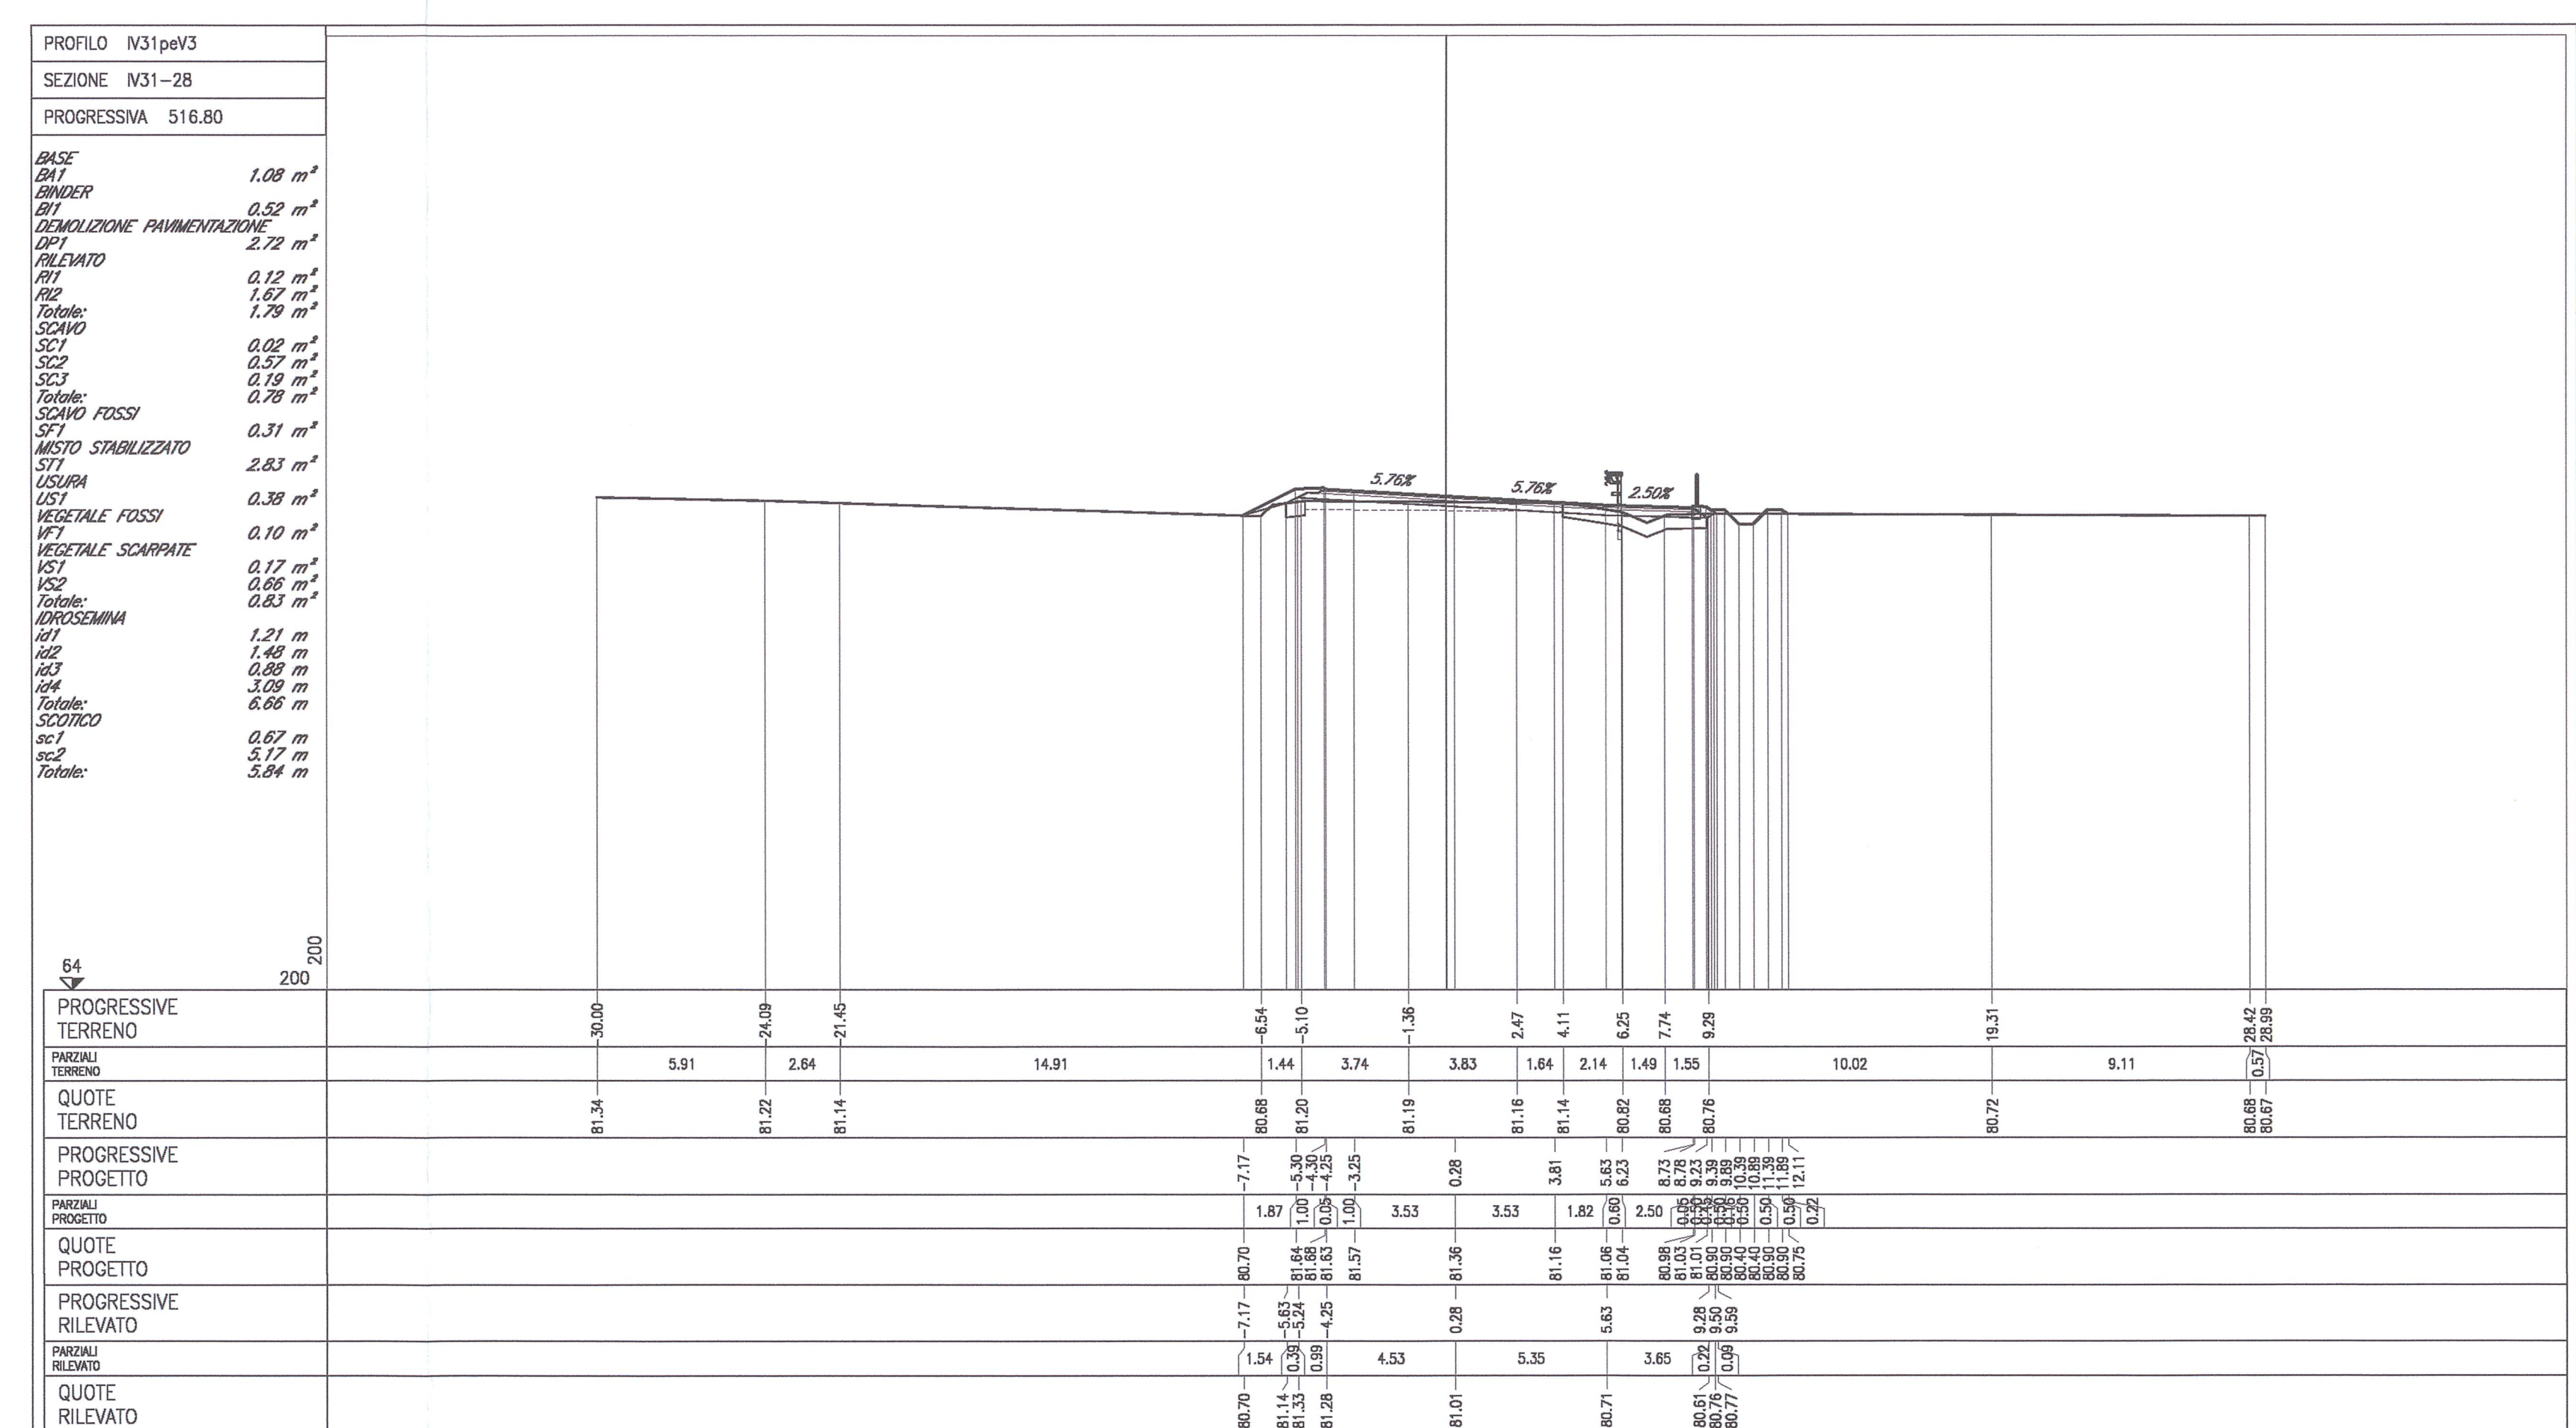 PROFILO IV31peV3
SEZIONE IV31-28
PROGRESSIVA 516.80
BASE
BA1 1.08 m²
BINDER
BI1 0.52 m²
DEMOLIZIONE PAVIMENTAZIONE
DP1 2.72 m²
RILEVATO
RI1 0.12 m²
RI2 1.67 m²
Totale: 1.79 m²
SCAVO
SC1 0.02 m²
SC2 0.57 m²
SC3 0.19 m²
Totale: 0.78 m²
SCAVO FOSSI
SF1 0.31 m²
MISTO STABILIZZATO
ST1 2.83 m²
USURA
US1 0.38 m²
VEGETALE FOSSI
VF1 0.10 m²
VEGETALE SCARPATE
VS1 0.17 m²
VS2 0.66 m²
Totale: 0.83 m²
IDROSEMINA
id1 1.21 m
id2 1.48 m
id3 0.88 m
id4 3.09 m
Totale: 6.66 m
SCOTICO
sc1 0.67 m
sc2 5.17 m
Totale: 5.84 m
5.76% 5.76% 2.50%
64 200 200
PROGRESSIVE
TERRENO
-30.00 -24.09 -21.45 -6.54 -5.10 -1.36 2.47 4.11 6.25 7.74 9.29 19.31 28.42 28.99
PARZIALI
TERRENO
5.91 2.64 14.91 1.44 3.74 3.83 1.64 2.14 1.49 1.55 10.02 9.11 0.57
QUOTE
TERRENO
81.34 81.22 81.14 80.68 81.20 81.19 81.16 81.14 80.82 80.68 80.76 80.72 80.68 80.67
PROGRESSIVE
PROGETTO
-7.17 -5.30 -4.30 -4.25 -3.25 0.28 3.81 5.63 6.23 8.73 8.78 9.23 9.39 9.89 10.39 10.89 11.39 11.89 12.11
PARZIALI
PROGETTO
1.87 1.00 0.05 1.00 3.53 3.53 1.82 0.60 2.50 0.05 0.50 0.50 0.50 0.50 0.22
QUOTE
PROGETTO
80.70 81.64 81.68 81.63 81.57 81.36 81.16 81.06 81.04 80.98 81.03 81.01 80.90 80.90 80.40 80.40 80.90 80.90 80.75
PROGRESSIVE
RILEVATO
-7.17 -5.63 -5.24 -4.25 0.28 5.63 9.28 9.50 9.59
PARZIALI
RILEVATO
1.54 0.39 0.99 4.53 5.35 3.65 0.22 0.09
QUOTE
RILEVATO
80.70 81.14 81.33 81.28 81.01 80.71 80.61 80.76 80.77